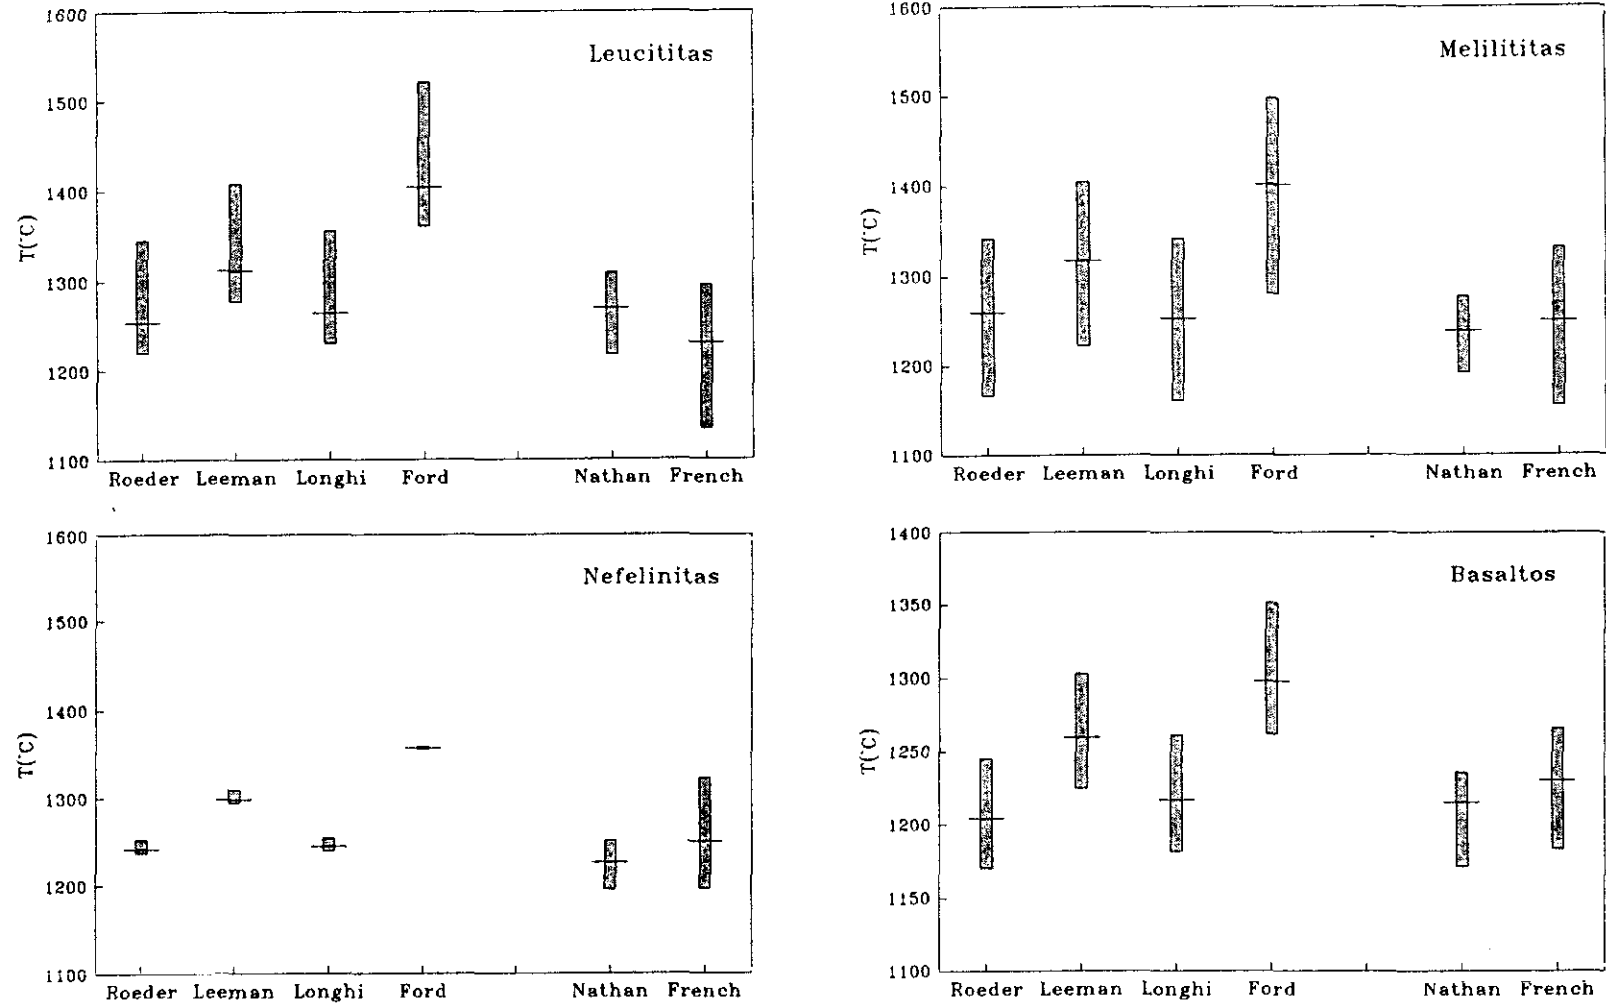 Leucititas
1600
1500
1400
1300
1200
1100
T(°C)
Roeder Leeman Longhi Ford Nathan French
Melilititas
1600
1500
1400
1300
1200
1100
T(°C)
Roeder Leeman Longhi Ford Nathan French
Nefelinitas
1600
1500
1400
1300
1200
1100
T(°C)
Roeder Leeman Longhi Ford Nathan French
Basaltos
1400
1350
1300
1250
1200
1150
1100
T(°C)
Roeder Leeman Longhi Ford Nathan French